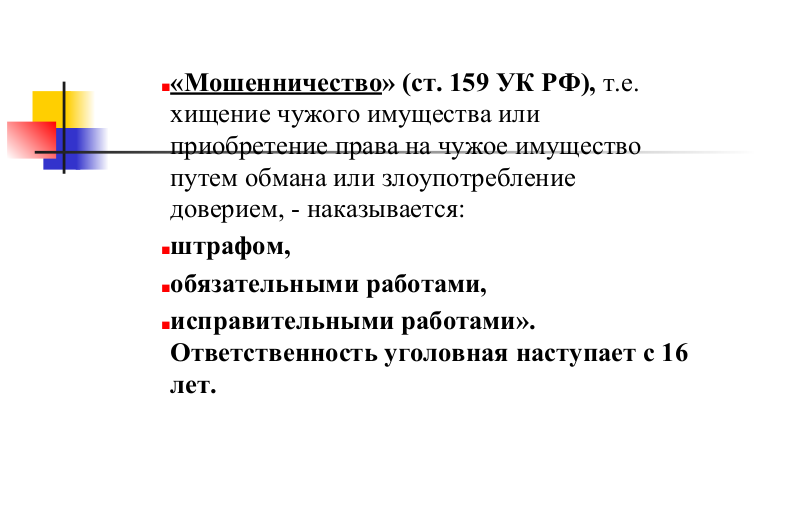 «Мошенничество» (ст. 159 УК РФ), т.е.
хищение чужого имущества или
приобретение права на чужое имущество
путем обмана или злоупотребление
доверием, - наказывается:
штрафом,
обязательными работами,
исправительными работами».
Ответственность уголовная наступает с 16
лет.